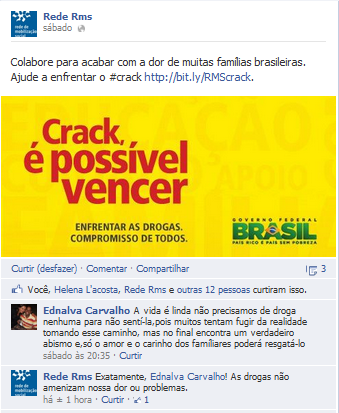 Rede Rms
sábado
Colabore para acabar com a dor de muitas famílias brasileiras.
Ajude a enfrentar o #crack http://bit.ly/RMScrack.
Crack,
é possível
vencer
ENFRENTAR AS DROGAS.
COMPROMISSO DE TODOS.
GOVERNO FEDERAL
BRASIL
PAÍS RICO É PAÍS SEM POBREZA
EDUCAÇÃO
APOIO
FAMÍLIA
Curtir (desfazer) · Comentar · Compartilhar
3
Você, Helena L'acosta, Rede Rms e outras 12 pessoas curtiram isso.
Ednalva Carvalho A vida é linda não precisamos de droga
nenhuma para não sentí-la,pois muitos tentam fugir da realidade
tomando esse caminho, mas no final encontra um verdadeiro
abismo e,só o amor e o carinho dos famíliares poderá resgatá-lo
sábado às 20:35 · Curtir
Rede Rms Exatamente, Ednalva Carvalho! As drogas não
amenizam nossa dor ou problemas.
há ± 1 hora · Curtir · 1